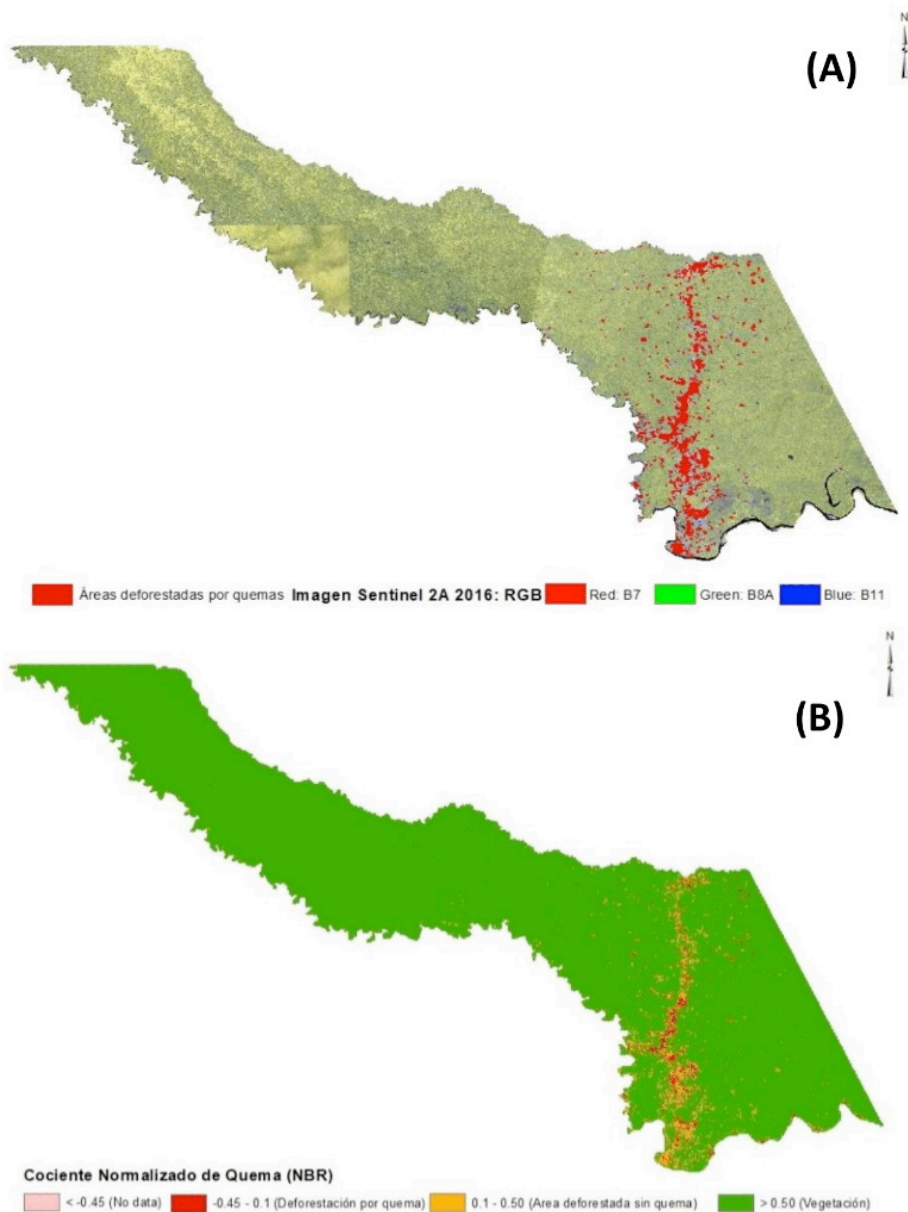 N
(A)
Áreas deforestadas por quemas Imagen Sentinel 2A 2016: RGB Red: B7 Green: B8A Blue: B11
N
(B)
Cociente Normalizado de Quema (NBR)
< -0.45 (No data) -0.45 - 0.1 (Deforestación por quema) 0.1 - 0.50 (Area deforestada sin quema) > 0.50 (Vegetación)